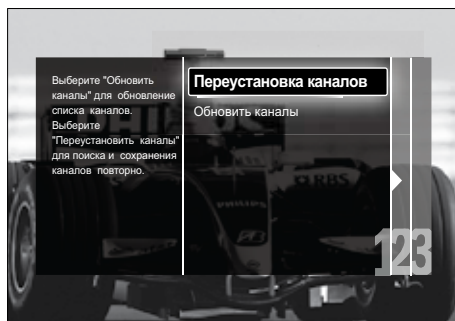 Выберите "Обновить
каналы" для обновление
списка каналов.
Выберите
"Переустановить каналы"
для поиска и сохранения
каналов повторно.
Переустановка каналов
Обновить каналы
RBS
PHILIPS
123